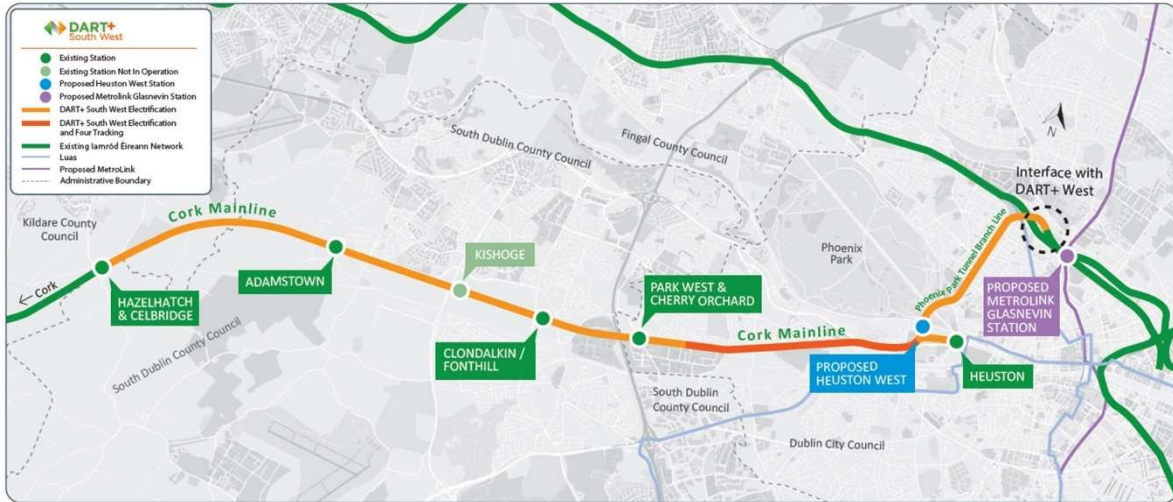 DART+
South West
Existing Station
Existing Station Not In Operation
Proposed Heuston West Station
Proposed Metrolink Glasnevin Station
DART+ South West Electrification
DART+ South West Electrification
and Four Tracking
Existing Iarnród Éireann Network
Luas
Proposed MetroLink
Administrative Boundary
Kildare County
Council
Cork Mainline
← Cork
HAZELHATCH
& CELBRIDGE
South Dublin County Council
ADAMSTOWN
South Dublin County Council
Fingal County Council
KISHOGE
CLONDALKIN /
FONTHILL
PARK WEST &
CHERRY ORCHARD
Cork Mainline
South Dublin
County Council
Dublin City Council
Phoenix
Park
Phoenix Park Tunnel Branch Line
PROPOSED
HEUSTON WEST
HEUSTON
N
Interface with
DART+ West
PROPOSED
METROLINK
GLASNEVIN
STATION